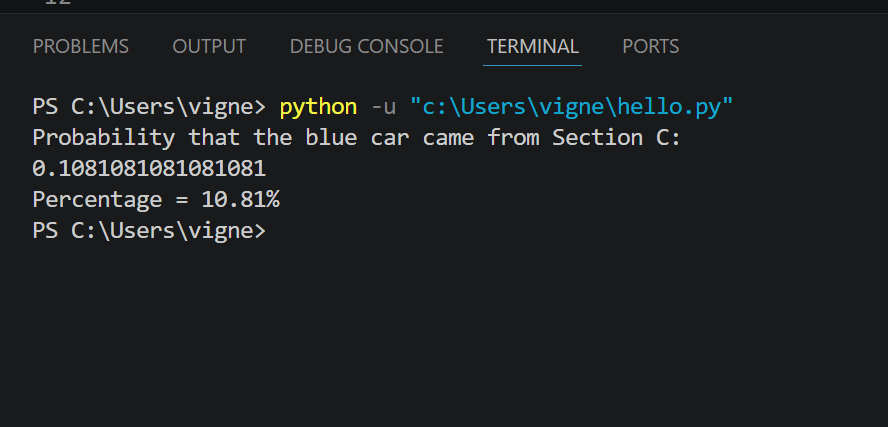 PROBLEMS OUTPUT DEBUG CONSOLE TERMINAL PORTS
PS C:\Users\vigne> python -u "c:\Users\vigne\hello.py"
Probability that the blue car came from Section C:
0.1081081081081081
Percentage = 10.81%
PS C:\Users\vigne>